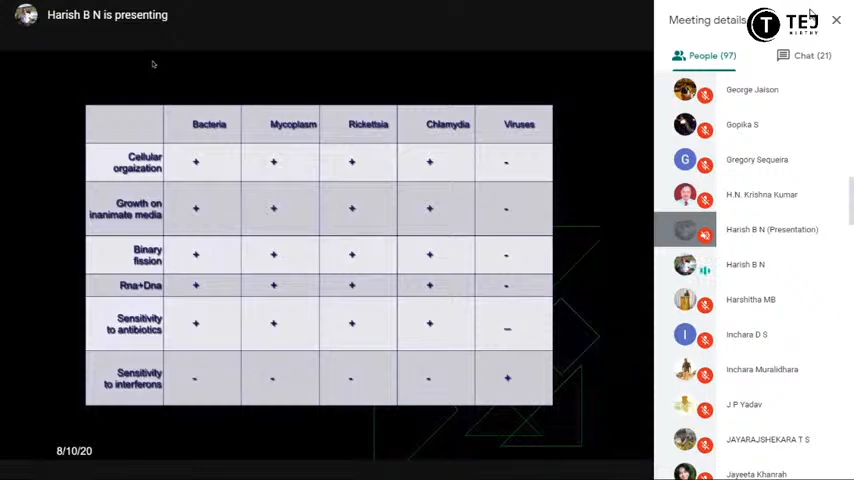 Harish B N is presenting
Bacteria Mycoplasm Rickettsia Chlamydia Viruses
Cellular
orgaization + + + + -
Growth on
inanimate media + + + + -
Binary
fission + + + + -
Rna+Dna + + + + -
Sensitivity
to antibiotics + + + + _
Sensitivity
to interferons - - - - +
8/10/20
Meeting details
TEJ
People (97) Chat (21)
George Jaison
Gopika S
G Gregory Sequeira
H.N. Krishna Kumar
Harish B N (Presentation)
Harish B N
Harshitha MB
I Inchara D S
Inchara Muralidhara
J P Yadav
JAYARAJSHEKARA T S
Jayeeta Khanrah